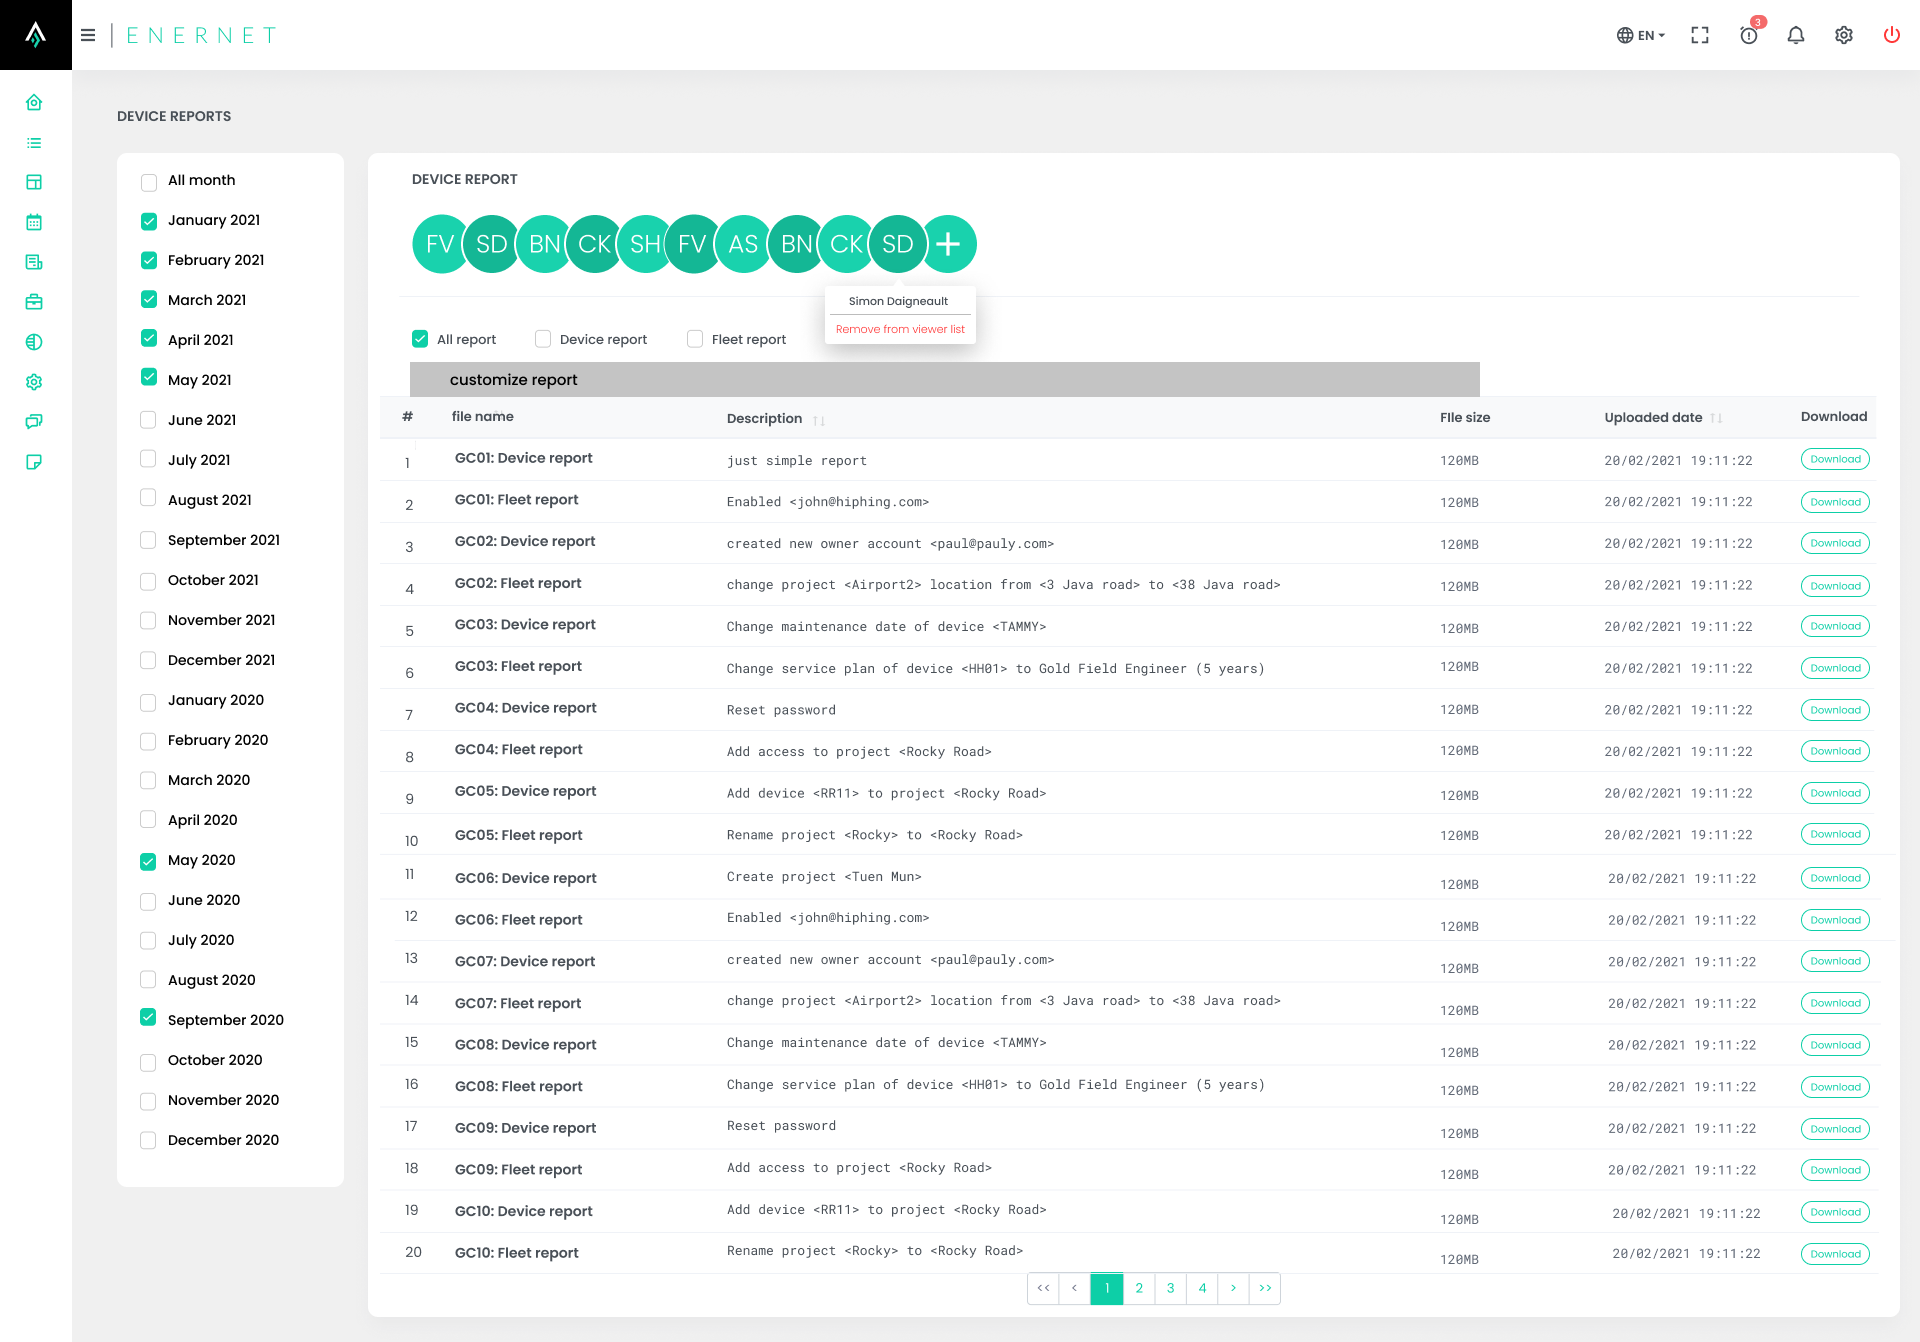 ENERNET
EN
3
DEVICE REPORTS
All month
January 2021
February 2021
March 2021
April 2021
May 2021
June 2021
July 2021
August 2021
September 2021
October 2021
November 2021
December 2021
January 2020
February 2020
March 2020
April 2020
May 2020
June 2020
July 2020
August 2020
September 2020
October 2020
November 2020
December 2020
DEVICE REPORT
FV SD BN CK SH FV AS BN CK SD +
Simon Daigneault
Remove from viewer list
All report Device report Fleet report
customize report
# file name Description FIle size Uploaded date Download
1 GC01: Device report just simple report 120MB 20/02/2021 19:11:22 Download
2 GC01: Fleet report Enabled <john@hiphing.com> 120MB 20/02/2021 19:11:22 Download
3 GC02: Device report created new owner account <paul@pauly.com> 120MB 20/02/2021 19:11:22 Download
4 GC02: Fleet report change project <Airport2> location from <3 Java road> to <38 Java road> 120MB 20/02/2021 19:11:22 Download
5 GC03: Device report Change maintenance date of device <TAMMY> 120MB 20/02/2021 19:11:22 Download
6 GC03: Fleet report Change service plan of device <HH01> to Gold Field Engineer (5 years) 120MB 20/02/2021 19:11:22 Download
7 GC04: Device report Reset password 120MB 20/02/2021 19:11:22 Download
8 GC04: Fleet report Add access to project <Rocky Road> 120MB 20/02/2021 19:11:22 Download
9 GC05: Device report Add device <RR11> to project <Rocky Road> 120MB 20/02/2021 19:11:22 Download
10 GC05: Fleet report Rename project <Rocky> to <Rocky Road> 120MB 20/02/2021 19:11:22 Download
11 GC06: Device report Create project <Tuen Mun> 120MB 20/02/2021 19:11:22 Download
12 GC06: Fleet report Enabled <john@hiphing.com> 120MB 20/02/2021 19:11:22 Download
13 GC07: Device report created new owner account <paul@pauly.com> 120MB 20/02/2021 19:11:22 Download
14 GC07: Fleet report change project <Airport2> location from <3 Java road> to <38 Java road> 120MB 20/02/2021 19:11:22 Download
15 GC08: Device report Change maintenance date of device <TAMMY> 120MB 20/02/2021 19:11:22 Download
16 GC08: Fleet report Change service plan of device <HH01> to Gold Field Engineer (5 years) 120MB 20/02/2021 19:11:22 Download
17 GC09: Device report Reset password 120MB 20/02/2021 19:11:22 Download
18 GC09: Fleet report Add access to project <Rocky Road> 120MB 20/02/2021 19:11:22 Download
19 GC10: Device report Add device <RR11> to project <Rocky Road> 120MB 20/02/2021 19:11:22 Download
20 GC10: Fleet report Rename project <Rocky> to <Rocky Road> 120MB 20/02/2021 19:11:22 Download
<< < 1 2 3 4 > >>